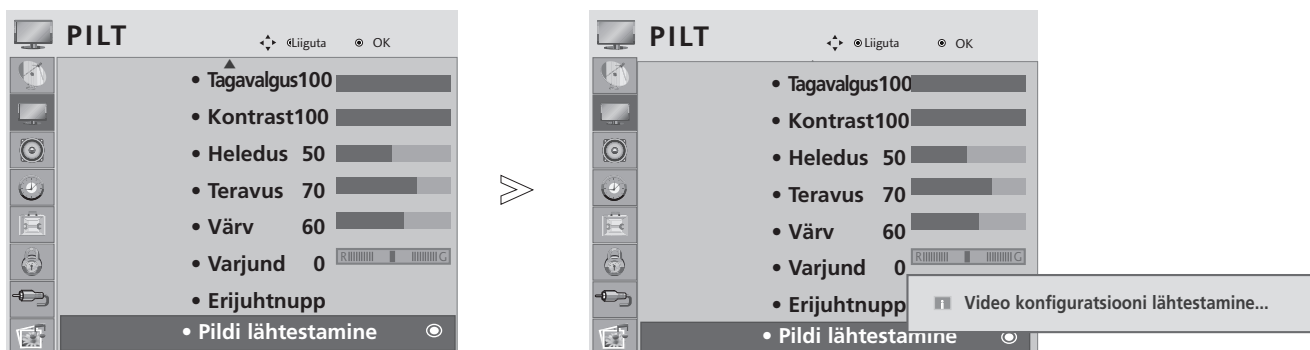 PILT
Liiguta OK
• Tagavalgus100
• Kontrast100
• Heledus 50
• Teravus 70
• Värv 60
• Varjund 0 R G
• Erijuhtnupp
• Pildi lähtestamine
PILT
Liiguta OK
• Tagavalgus100
• Kontrast100
• Heledus 50
• Teravus 70
• Värv 60
• Varjund 0 R G
• Erijuhtnupp
i Video konfiguratsiooni lähtestamine...
• Pildi lähtestamine